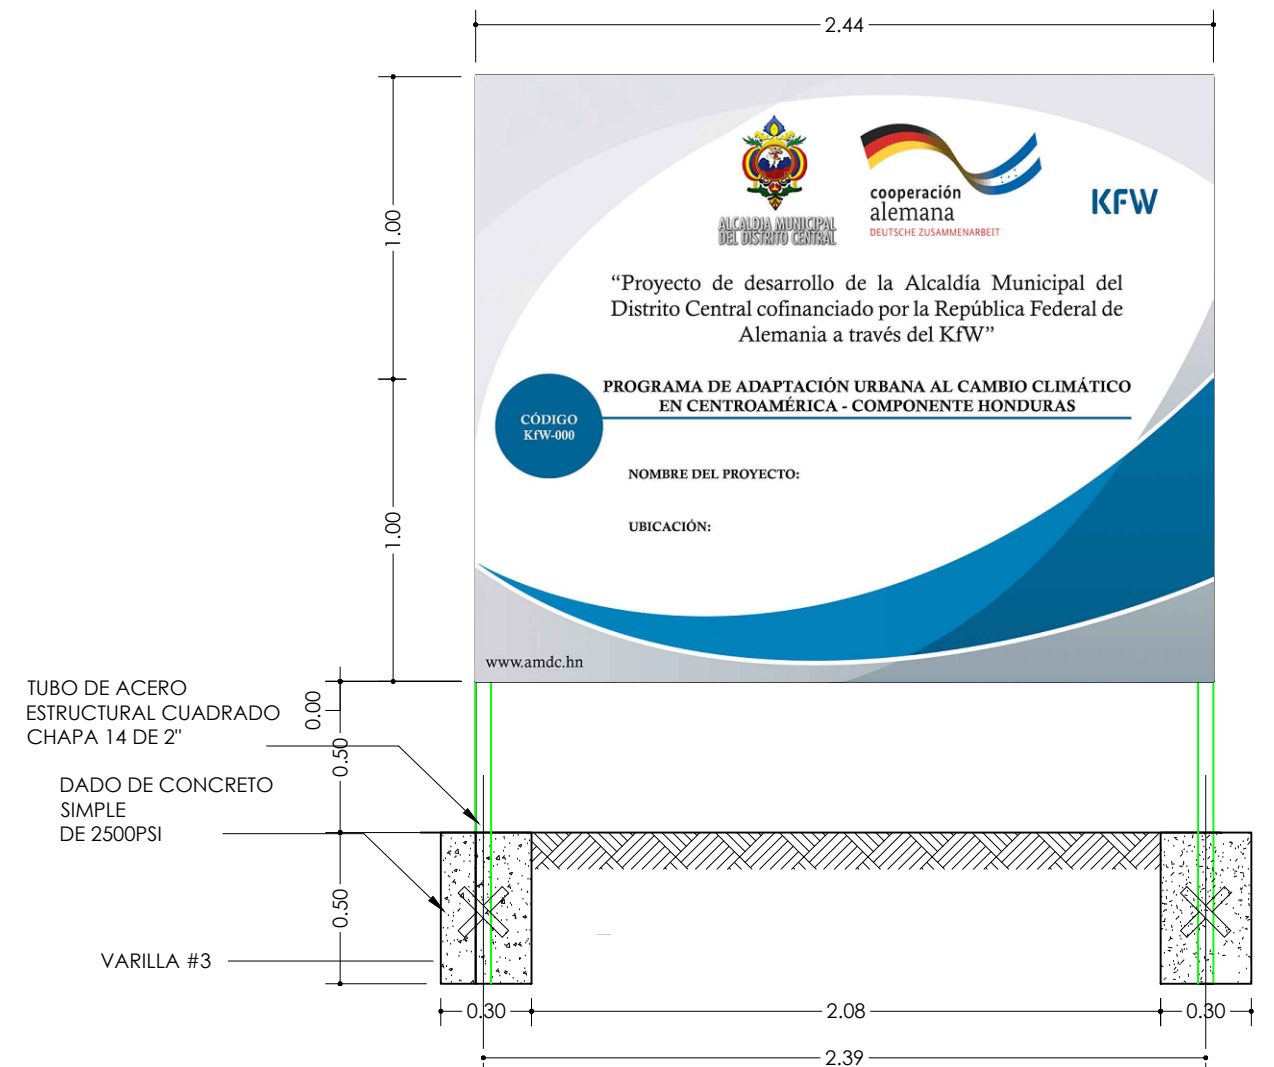 2.44
ALCALDIA MUNICIPAL
DEL DISTRITO CENTRAL
cooperación
alemana
DEUTSCHE ZUSAMMENARBEIT
KFW
1.00
“Proyecto de desarrollo de la Alcaldía Municipal del
Distrito Central cofinanciado por la República Federal de
Alemania a través del KfW”
PROGRAMA DE ADAPTACIÓN URBANA AL CAMBIO CLIMÁTICO
EN CENTROAMÉRICA - COMPONENTE HONDURAS
CÓDIGO
KfW-000
NOMBRE DEL PROYECTO:
UBICACIÓN:
1.00
www.amdc.hn
TUBO DE ACERO
ESTRUCTURAL CUADRADO
CHAPA 14 DE 2"
0.00
0.50
DADO DE CONCRETO
SIMPLE
DE 2500PSI
0.50
VARILLA #3
0.30
2.08
0.30
2.39